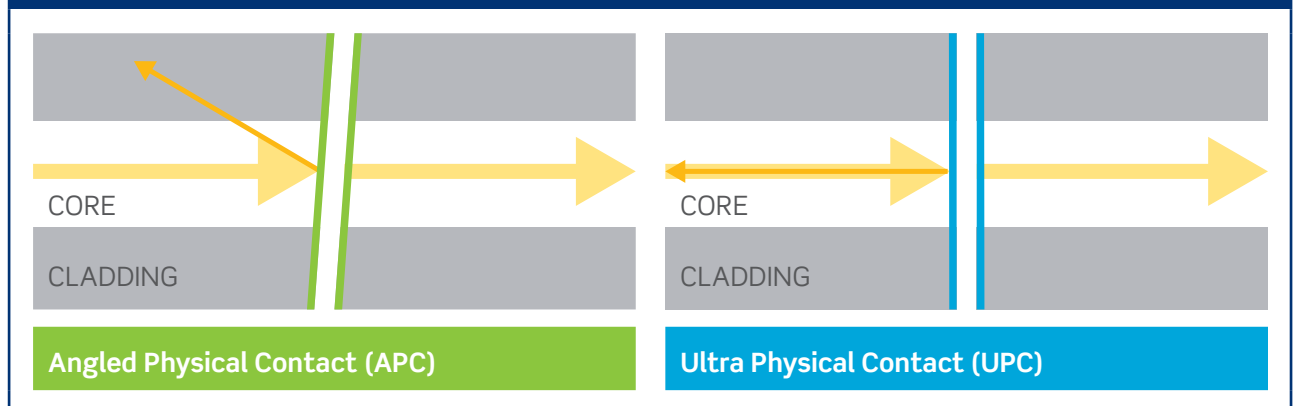 CORE
CLADDING
Angled Physical Contact (APC)
CORE
CLADDING
Ultra Physical Contact (UPC)